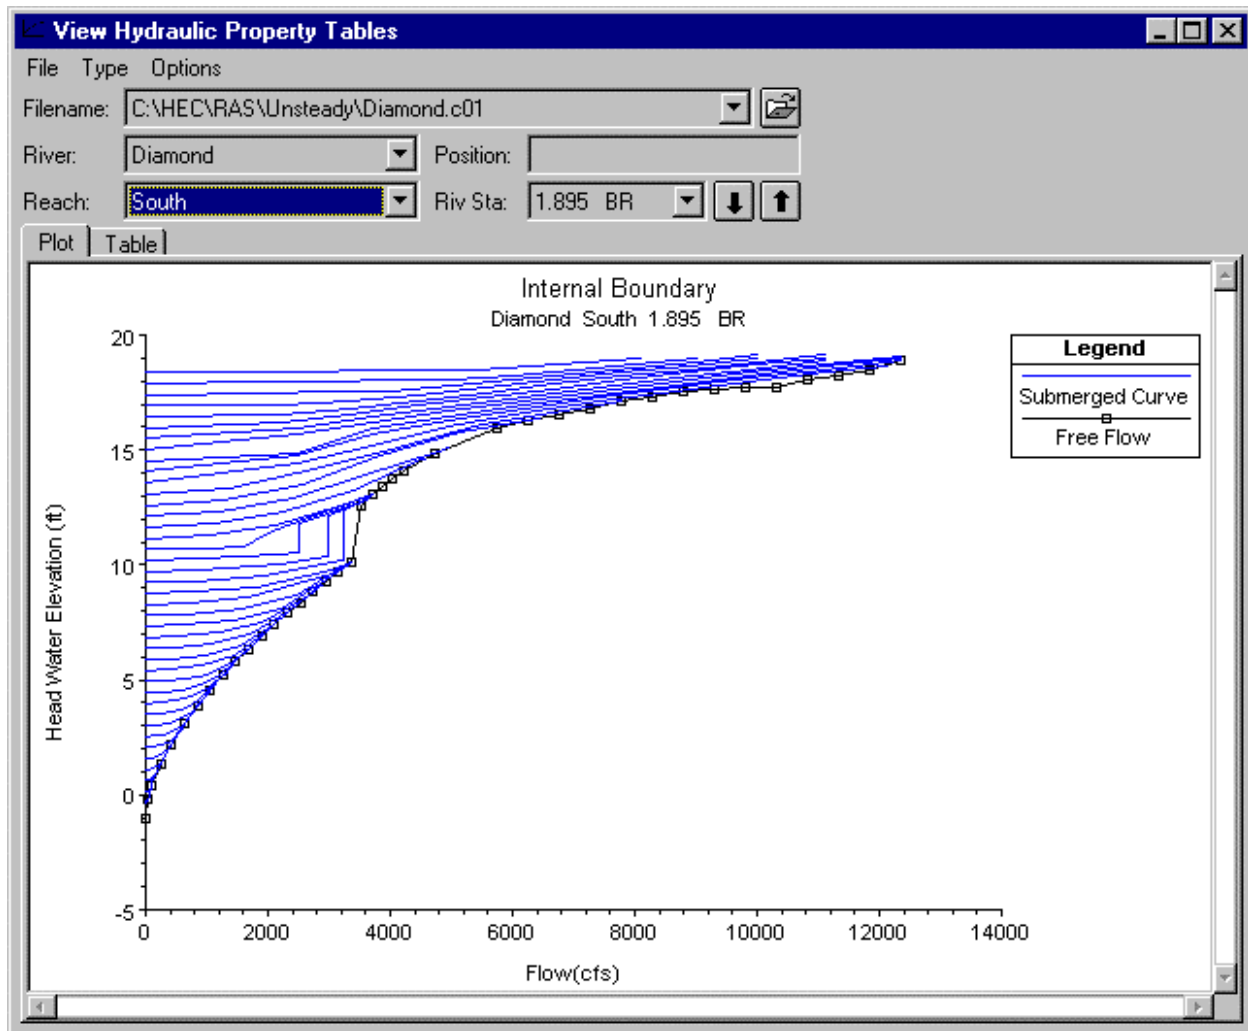 View Hydraulic Property Tables
File Type Options
Filename: C:\HEC\RAS\Unsteady\Diamond.c01
River: Diamond Position:
Reach: South Riv Sta: 1.895 BR
Plot Table
Internal Boundary
Diamond South 1.895 BR
Legend
Submerged Curve
Free Flow
Head Water Elevation (ft)
20
15
10
5
0
-5
0 2000 4000 6000 8000 10000 12000 14000
Flow(cfs)